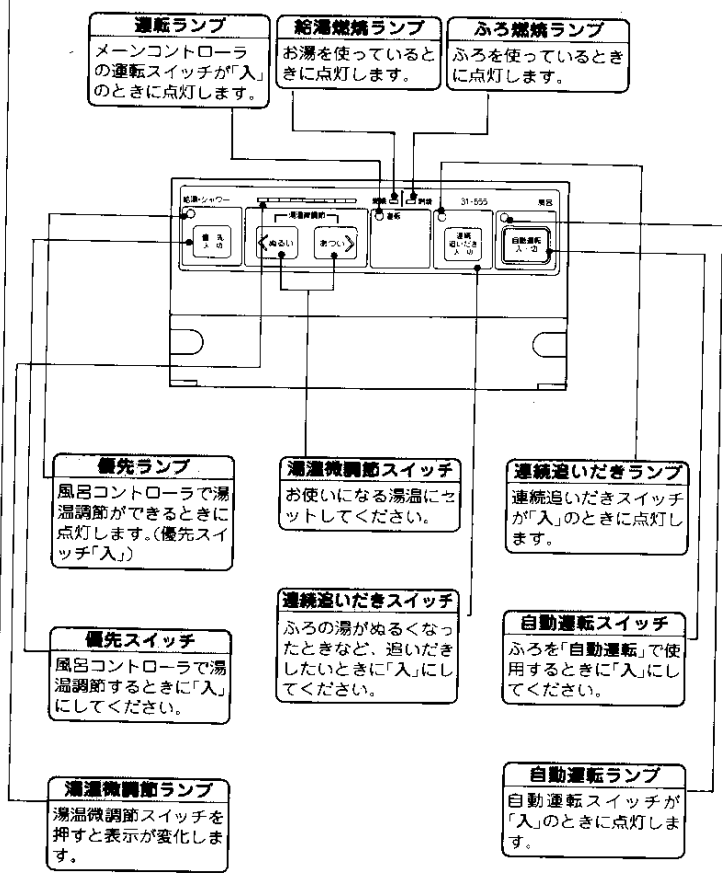 運転ランプ
メーンコントローラ
の運転スイッチが「入」
のときに点灯します。
給湯燃焼ランプ
お湯を使っていると
きに点灯します。
ふろ燃焼ランプ
ふろを使っているとき
に点灯します。
給湯・シャワー
湯温微調節
燃焼
燃焼
31-555
風呂
運転
優先
入・切
ぬるい
あつい
連続
追いだき
入・切
自動運転
入・切
優先ランプ
風呂コントローラで湯
温調節ができるときに
点灯します。(優先スイ
ッチ「入」)
湯温微調節スイッチ
お使いになる湯温にセ
ットしてください。
連続追いだきランプ
連続追いだきスイッチ
が「入」のときに点灯し
ます。
優先スイッチ
風呂コントローラで湯
温調節するときに「入」
にしてください。
連続追いだきスイッチ
ふろの湯がぬるくなっ
たときなど、追いだき
したいときに「入」にし
てください。
自動運転スイッチ
ふろを「自動運転」で使
用するときに「入」にし
てください。
湯温微調節ランプ
湯温微調節スイッチを
押すと表示が変化しま
す。
自動運転ランプ
自動運転スイッチが
「入」のときに点灯しま
す。